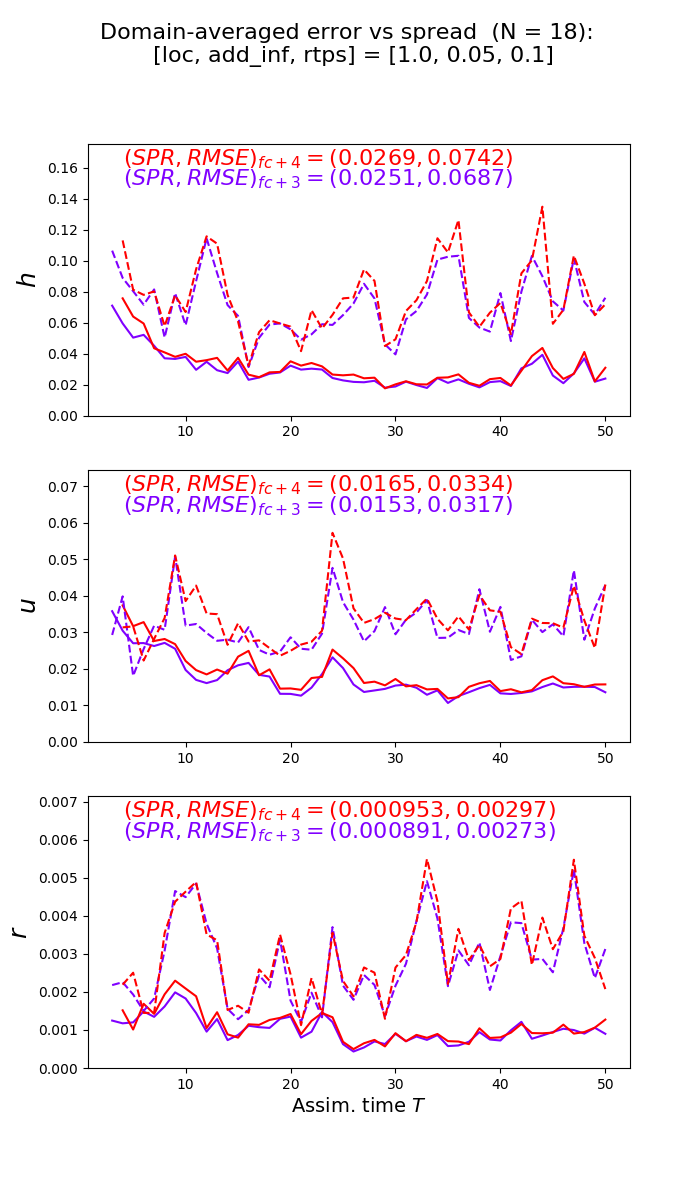 Domain-averaged error vs spread (N = 18):
[loc, add_inf, rtps] = [1.0, 0.05, 0.1]
(SPR, RMSE)fc+4 = (0.0269, 0.0742)
(SPR, RMSE)fc+3 = (0.0251, 0.0687)
0.16
0.14
0.12
0.10
0.08
0.06
0.04
0.02
0.00
h
10 20 30 40 50
(SPR, RMSE)fc+4 = (0.0165, 0.0334)
(SPR, RMSE)fc+3 = (0.0153, 0.0317)
0.07
0.06
0.05
0.04
0.03
0.02
0.01
0.00
u
10 20 30 40 50
(SPR, RMSE)fc+4 = (0.000953, 0.00297)
(SPR, RMSE)fc+3 = (0.000891, 0.00273)
0.007
0.006
0.005
0.004
0.003
0.002
0.001
0.000
r
10 20 30 40 50
Assim. time T